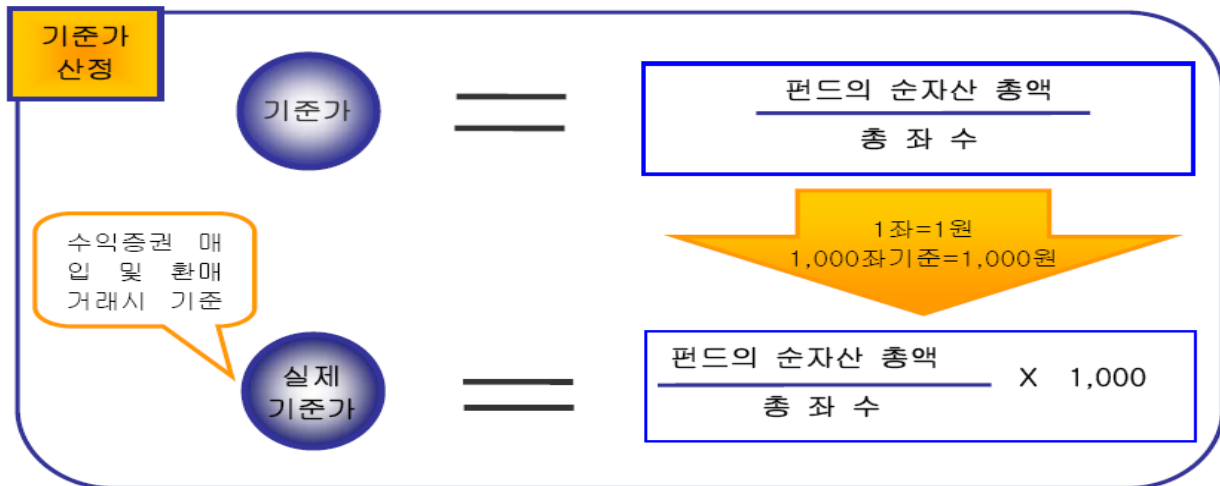 기준가
산정
기준가
펀드의 순자산 총액
총 좌 수
1좌=1원
1,000좌기준=1,000원
수익증권 매
입 및 환매
거래시 기준
실제
기준가
펀드의 순자산 총액
총 좌 수
X 1,000